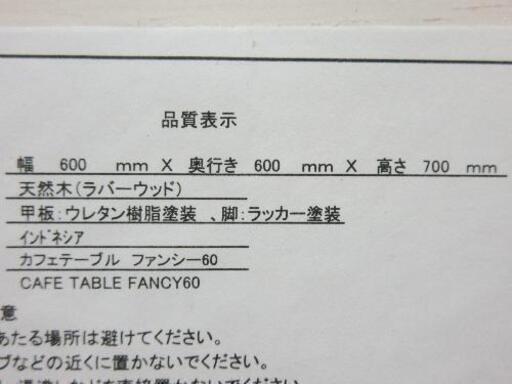 品質表示
幅 600 mm X 奥行き 600 mm X 高さ 700 mm
天然木(ラバーウッド)
甲板:ウレタン樹脂塗装 、脚:ラッカー塗装
インドネシア
カフェテーブル ファンシー60
CAFE TABLE FANCY60
意
あたる場所は避けてください。
ブなどの近くに置かないでください。